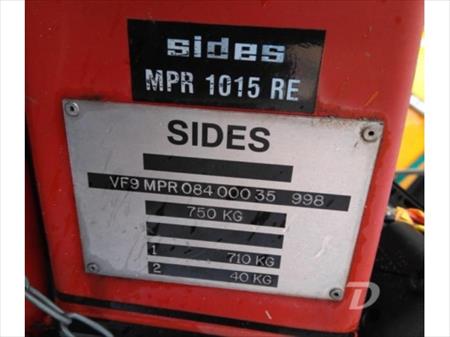 sides
MPR 1015 RE
SIDES
VF9 MPR 084 000 35 998
750 KG
1 710 KG
2 40 KG
D